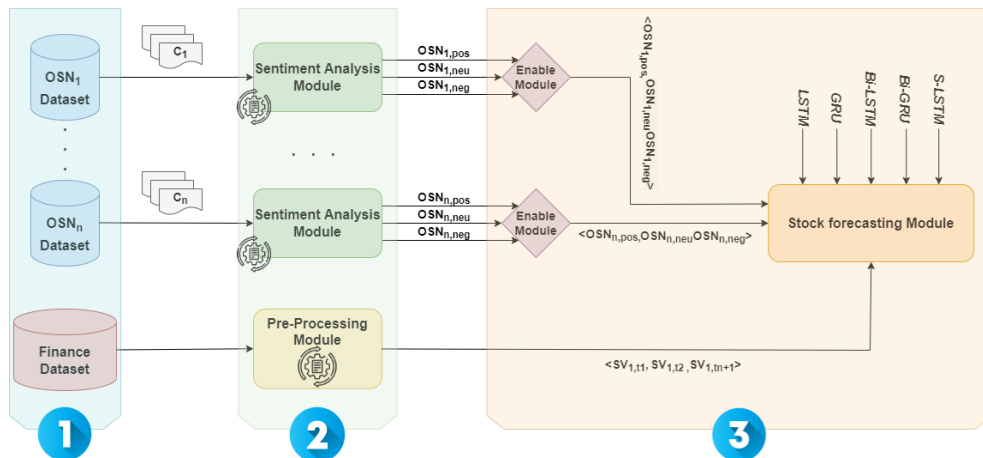 OSN1
Dataset
C1
Sentiment Analysis
Module
OSN1,pos
OSN1,neu
OSN1,neg
Enable
Module
<OSN1,pos, OSN1,neuOSN1,neg>
LSTM
GRU
Bi-LSTM
Bi-GRU
S-LSTM
. . .
OSNn
Dataset
Cn
Sentiment Analysis
Module
OSNn,pos
OSNn,neu
OSNn,neg
Enable
Module
<OSNn,pos,OSNn,neuOSNn,neg>
Stock forecasting Module
Finance
Dataset
Pre-Processing
Module
<SV1,t1, SV1,t2 ,SV1,tn+1>
1
2
3